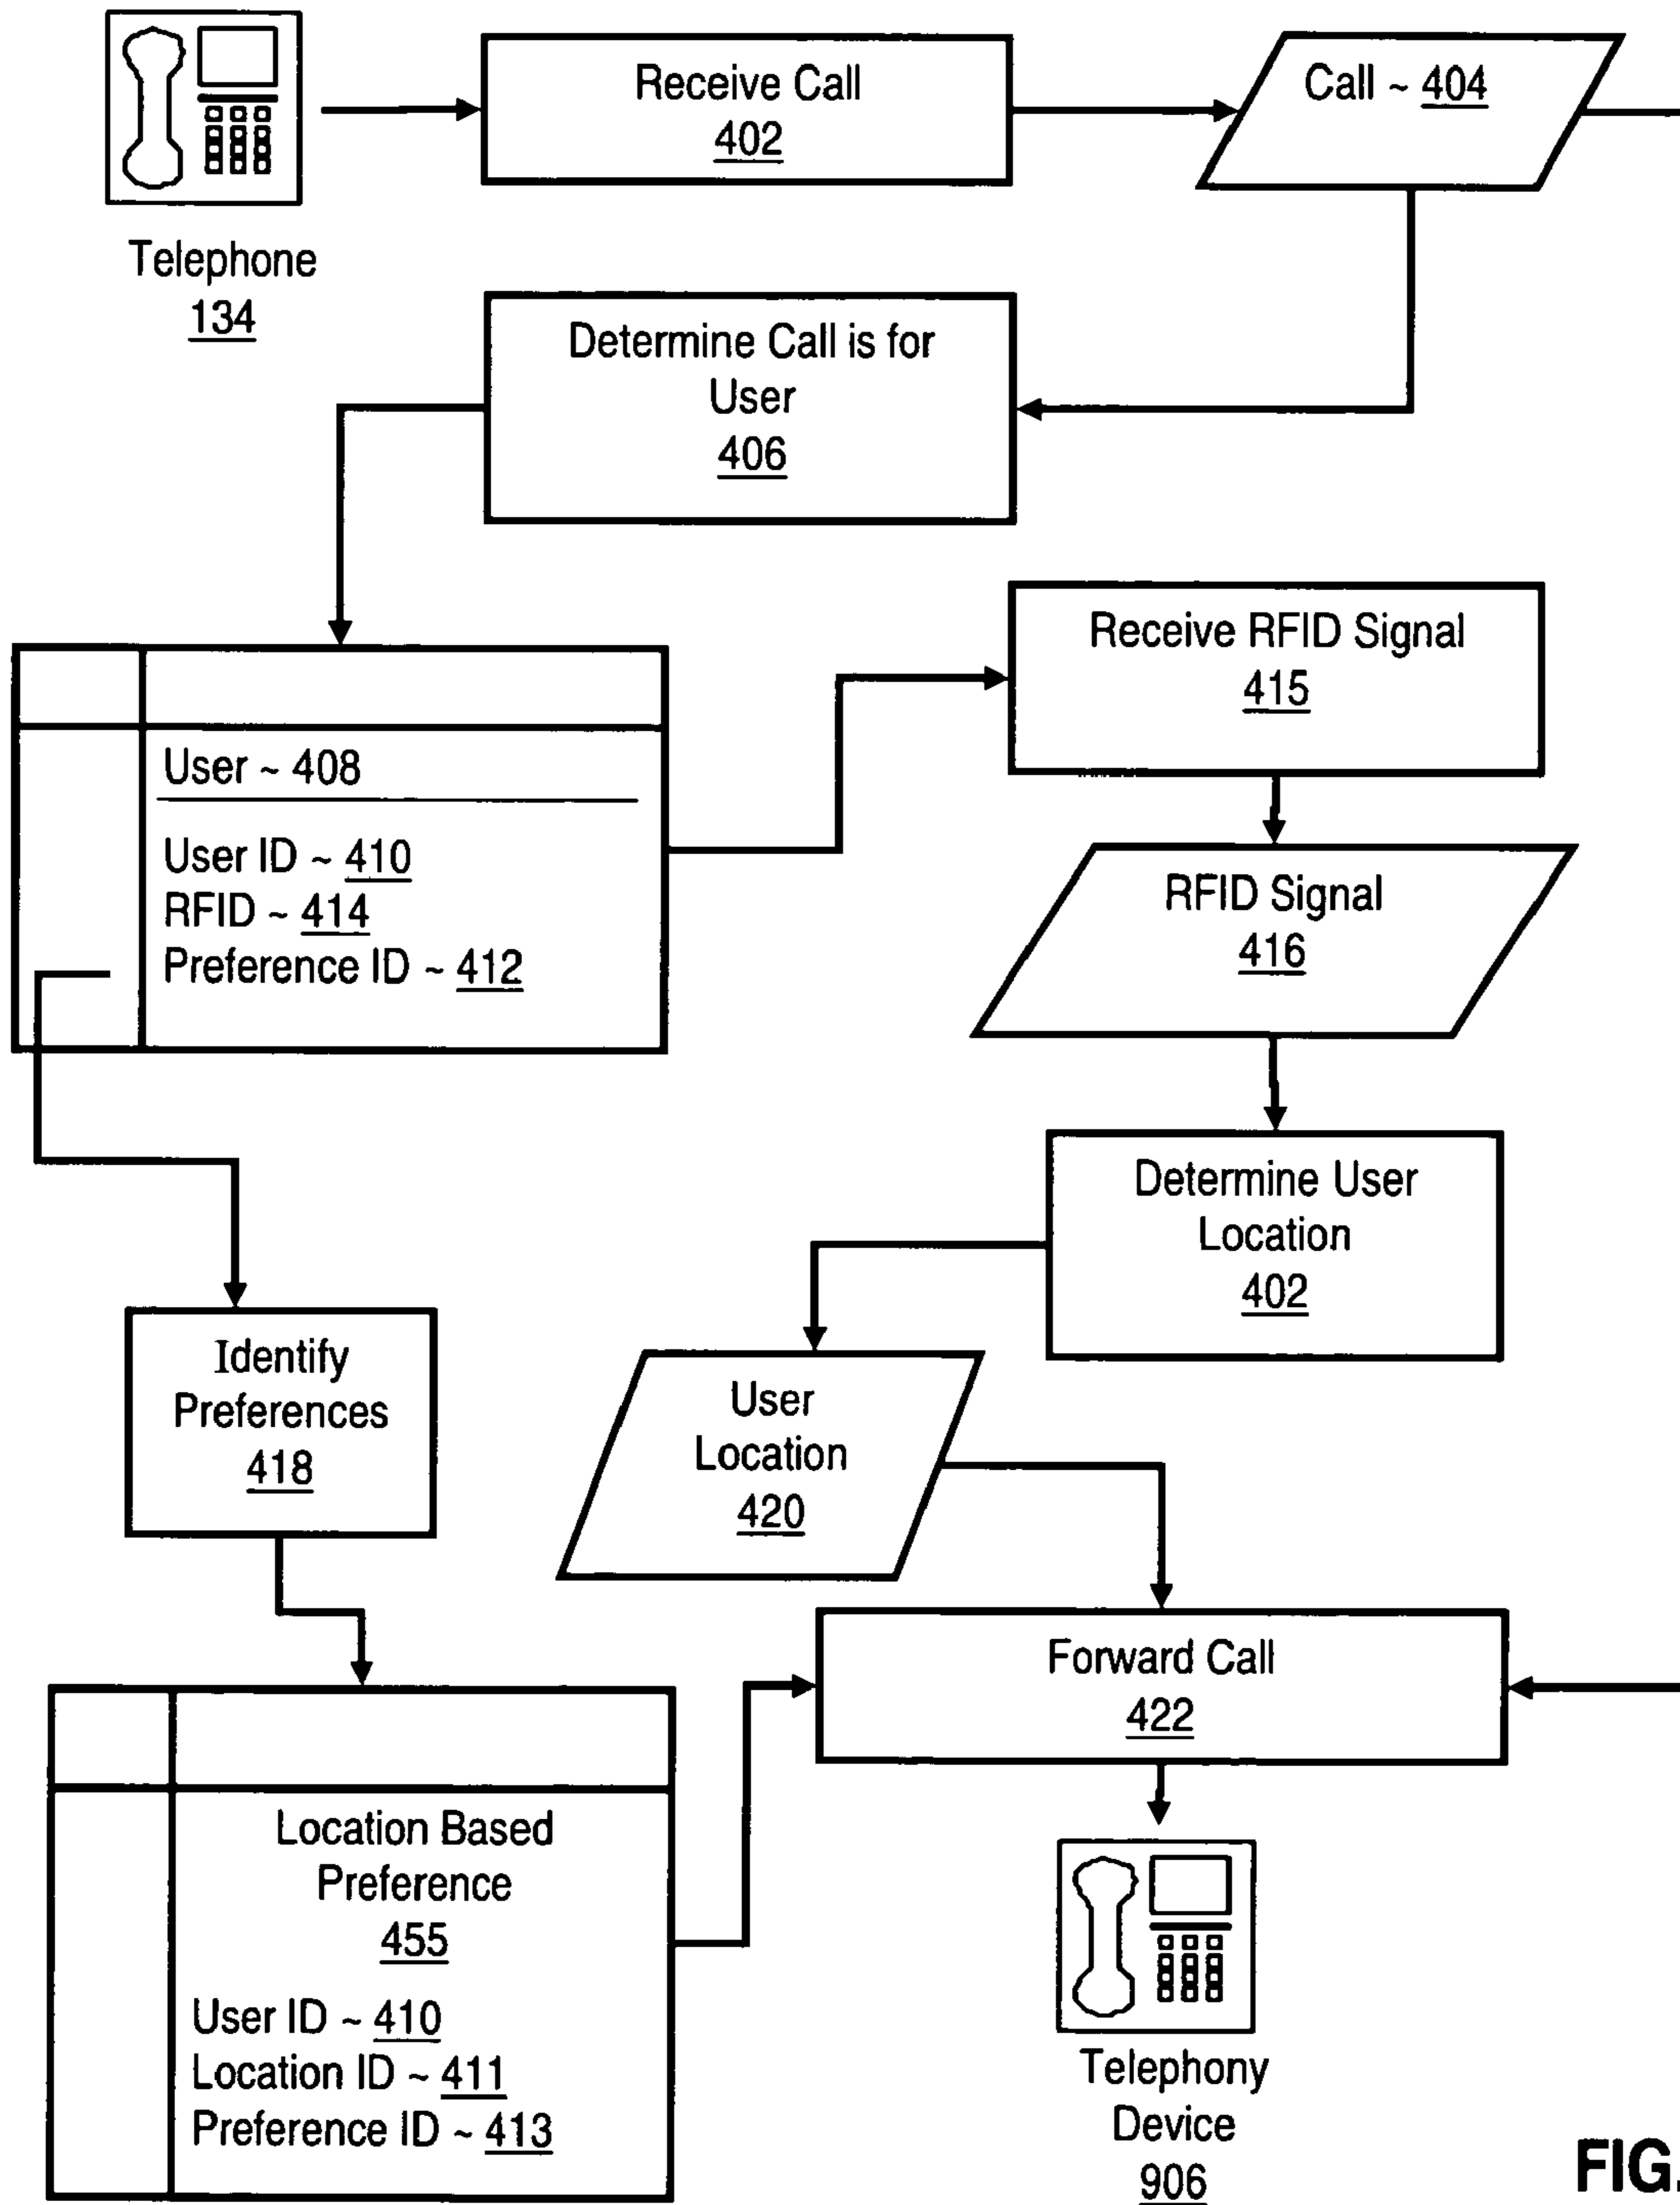 Receive Call
402
Call ~ 404
Telephone
134
Determine Call is for
User
406
Receive RFID Signal
415
User ~ 408
User ID ~ 410
RFID ~ 414
Preference ID ~ 412
RFID Signal
416
Determine User
Location
402
Identify
Preferences
418
User
Location
420
Forward Call
422
Location Based
Preference
455
User ID ~ 410
Location ID ~ 411
Preference ID ~ 413
Telephony
Device
906
FIG.